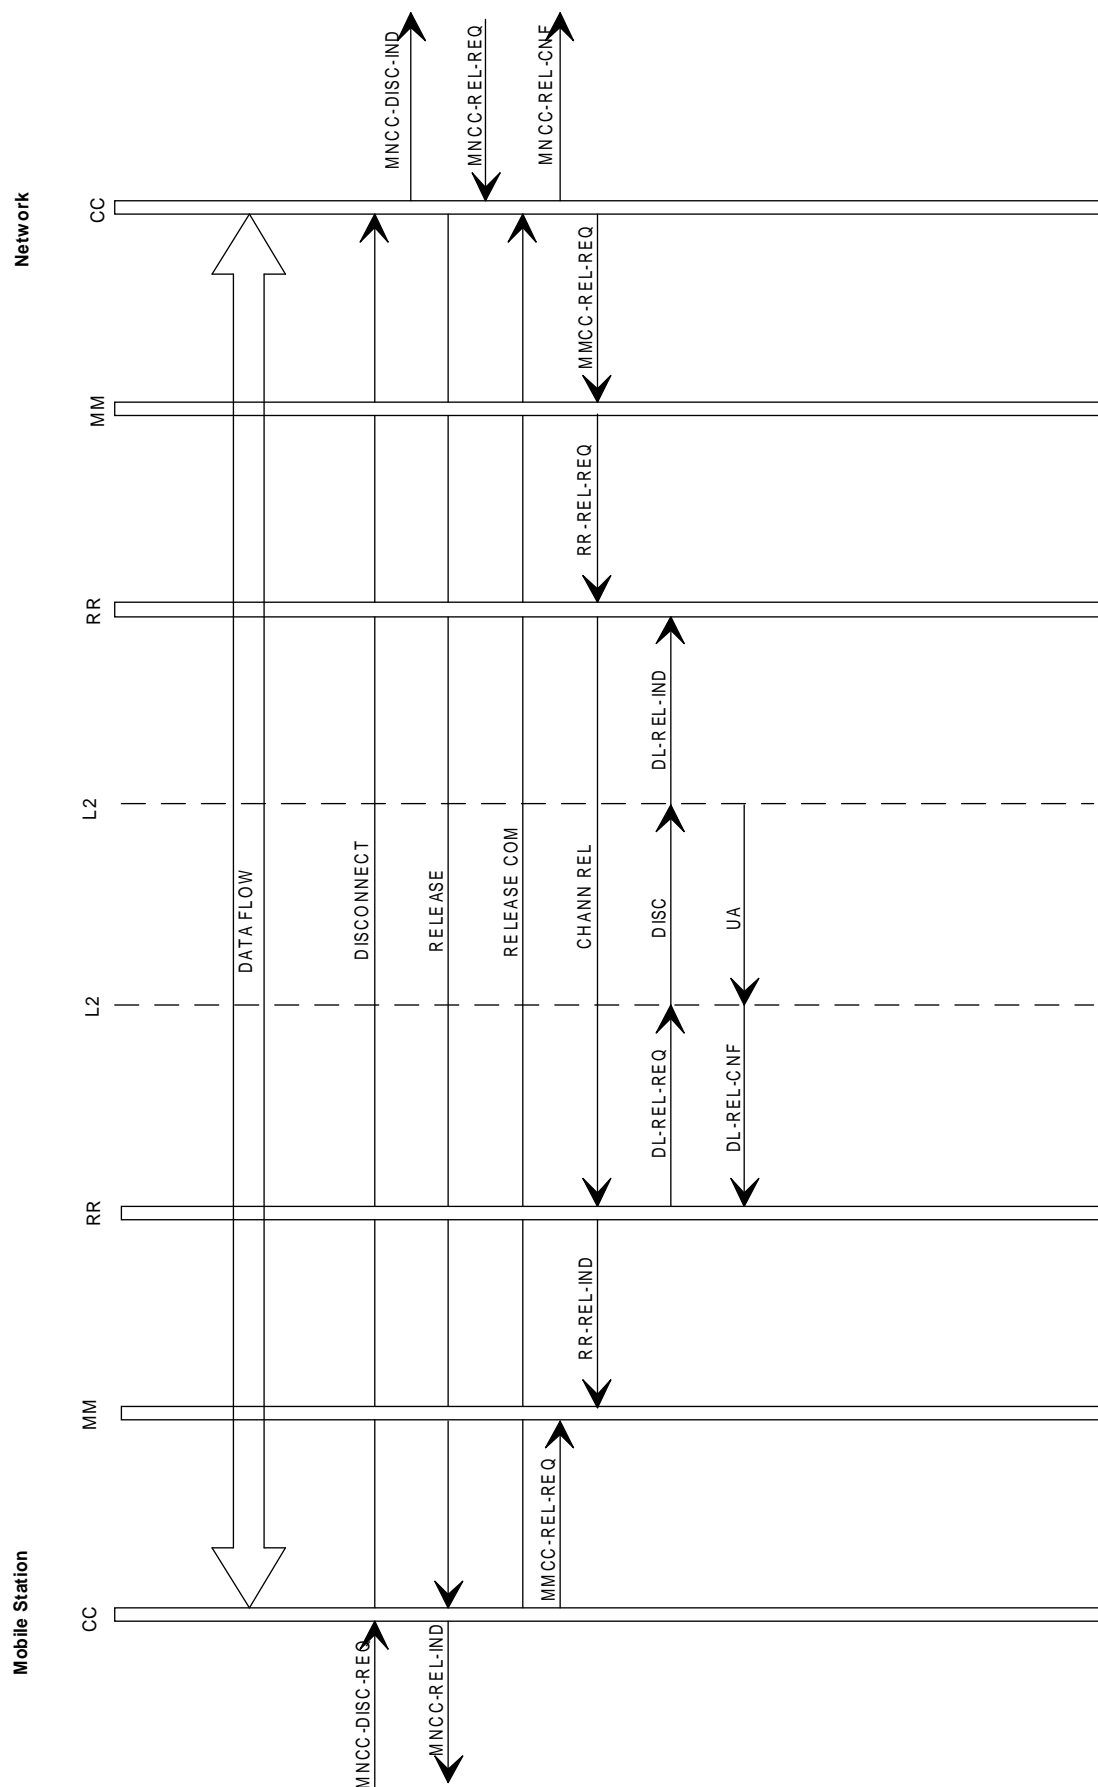 Mobile Station
Network
CC
MM
RR
L2
L2
RR
MM
CC
DATA FLOW
MNCC-DISC-REQ
DISCONNECT
MNCC-DISC-IND
MNCC-REL-IND
RELEASE
MNCC-REL-REQ
RELEASE COM
MMCC-REL-REQ
MNCC-REL-CNF
RR-REL-IND
CHANN REL
RR-REL-REQ
MMCC-REL-REQ
DL-REL-REQ
DISC
DL-REL-IND
DL-REL-CNF
UA